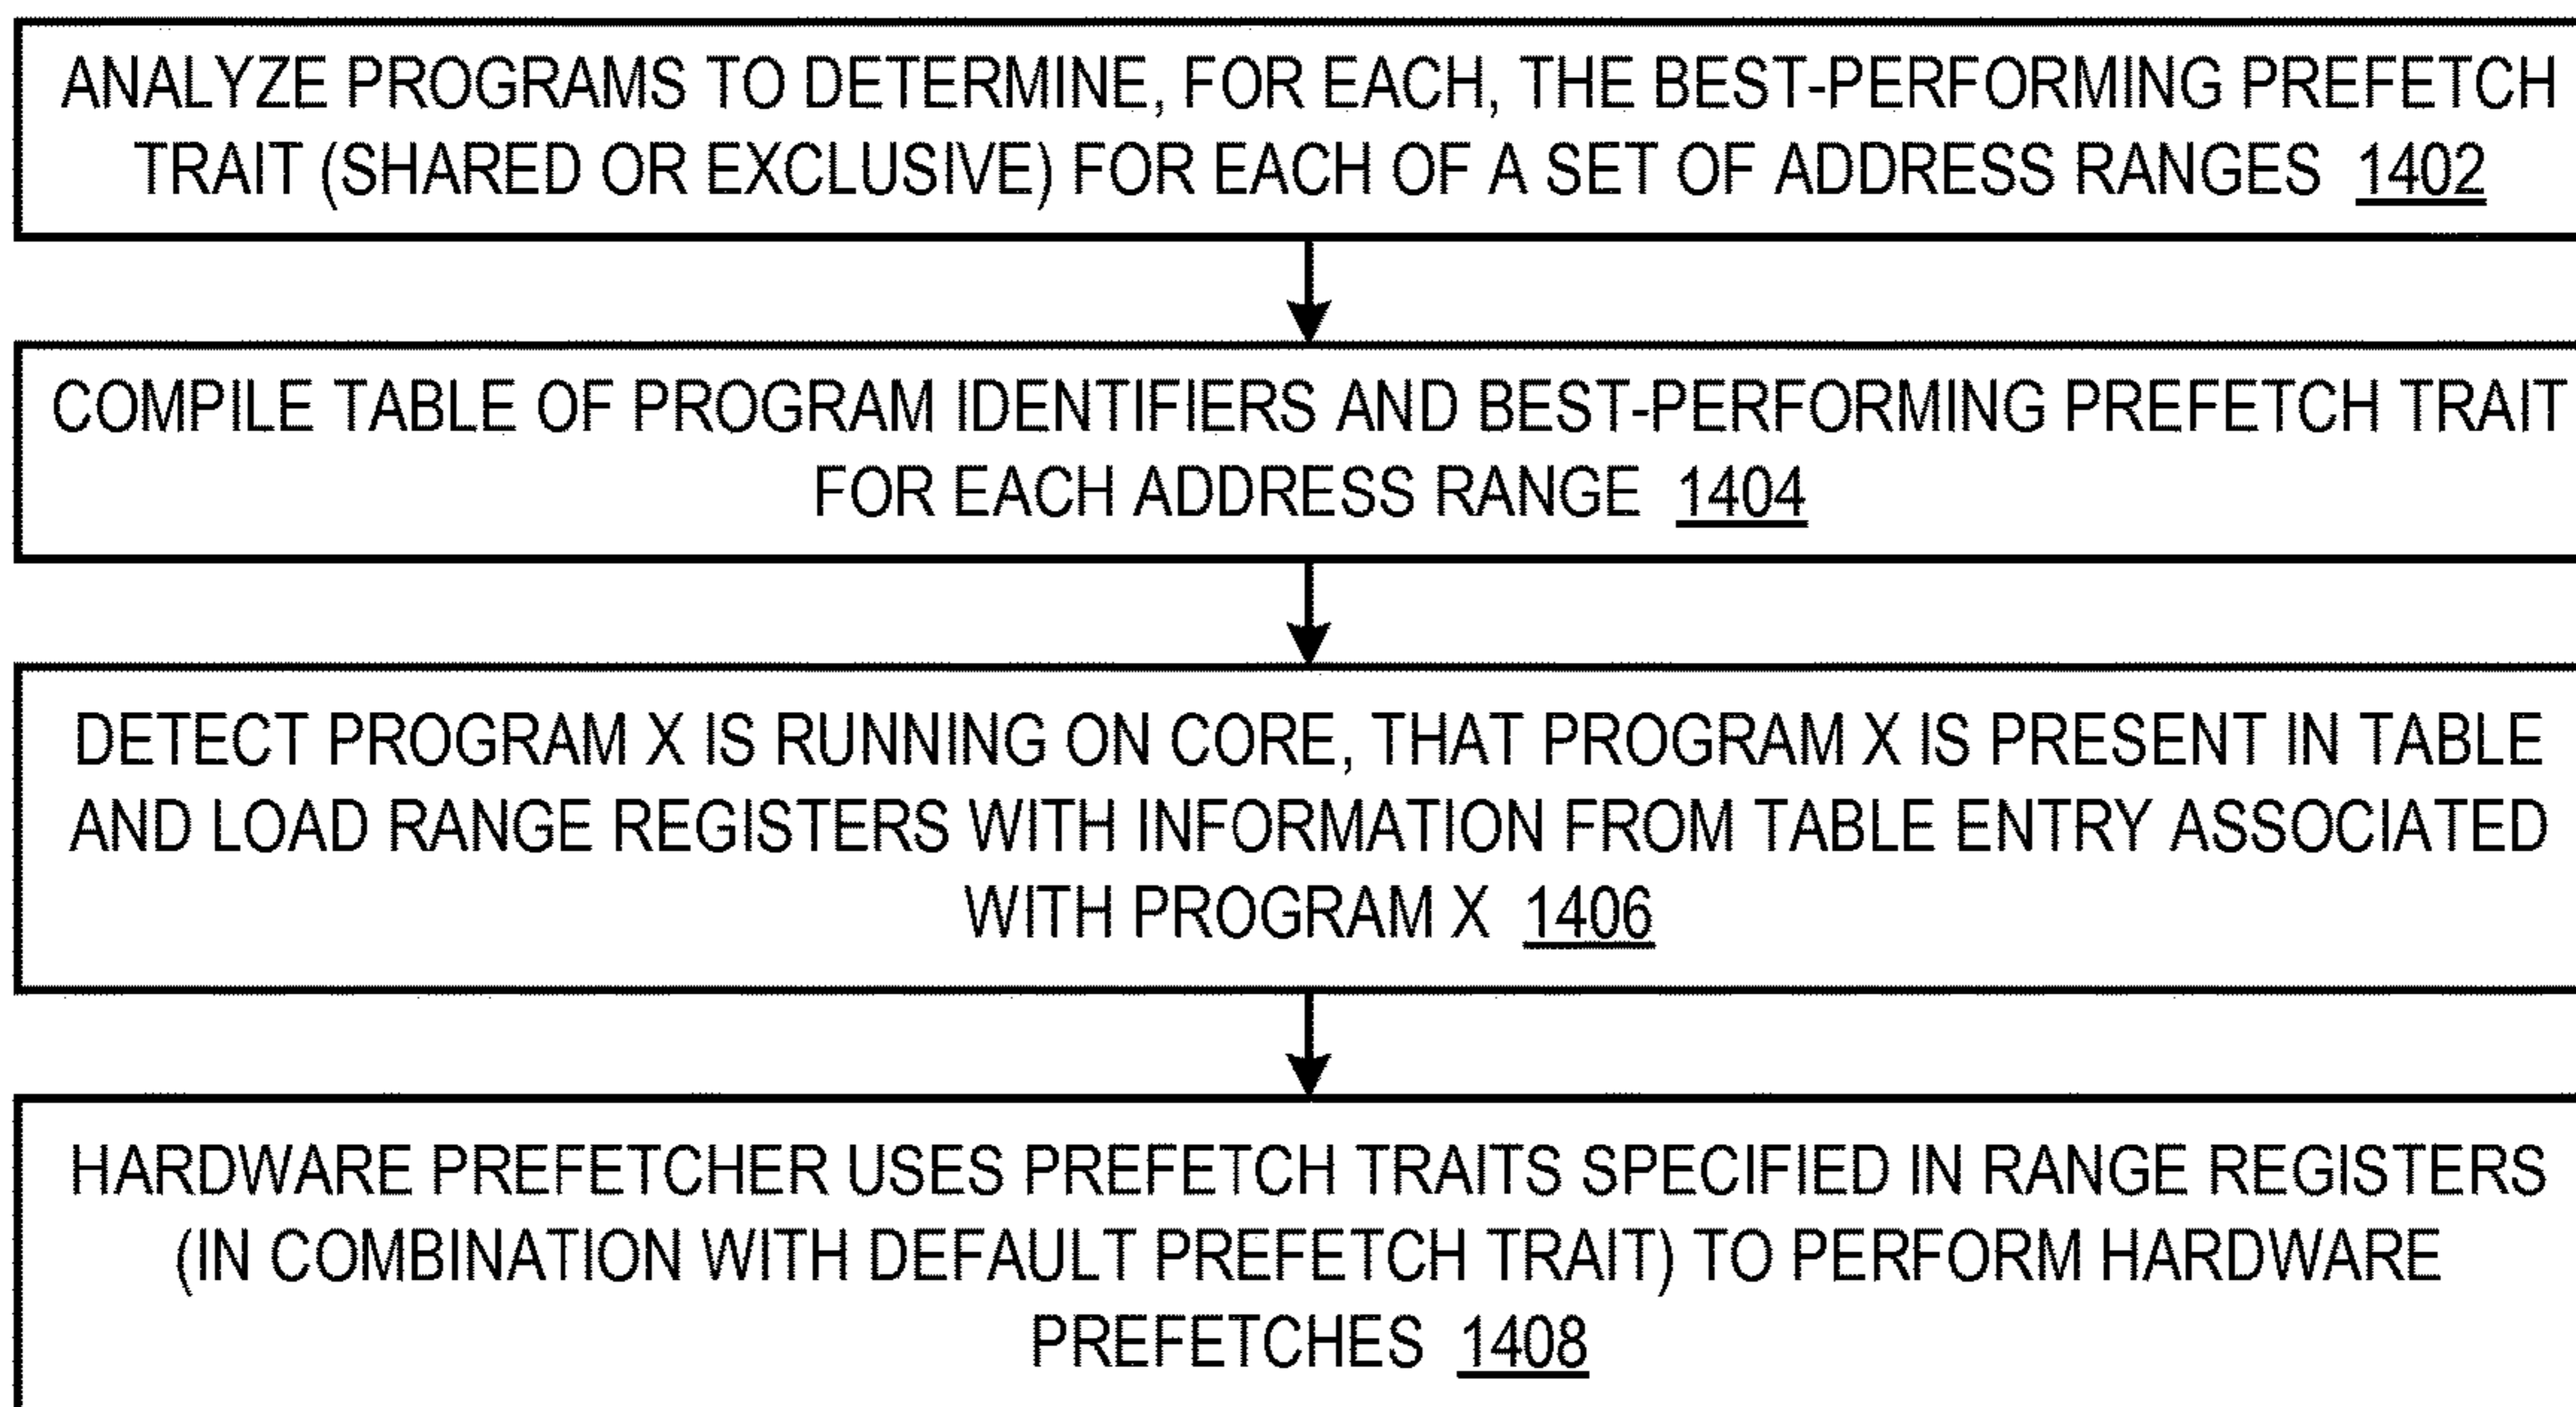 ANALYZE PROGRAMS TO DETERMINE, FOR EACH, THE BEST-PERFORMING PREFETCH
TRAIT (SHARED OR EXCLUSIVE) FOR EACH OF A SET OF ADDRESS RANGES 1402
COMPILE TABLE OF PROGRAM IDENTIFIERS AND BEST-PERFORMING PREFETCH TRAIT
FOR EACH ADDRESS RANGE 1404
DETECT PROGRAM X IS RUNNING ON CORE, THAT PROGRAM X IS PRESENT IN TABLE
AND LOAD RANGE REGISTERS WITH INFORMATION FROM TABLE ENTRY ASSOCIATED
WITH PROGRAM X 1406
HARDWARE PREFETCHER USES PREFETCH TRAITS SPECIFIED IN RANGE REGISTERS
(IN COMBINATION WITH DEFAULT PREFETCH TRAIT) TO PERFORM HARDWARE
PREFETCHES 1408